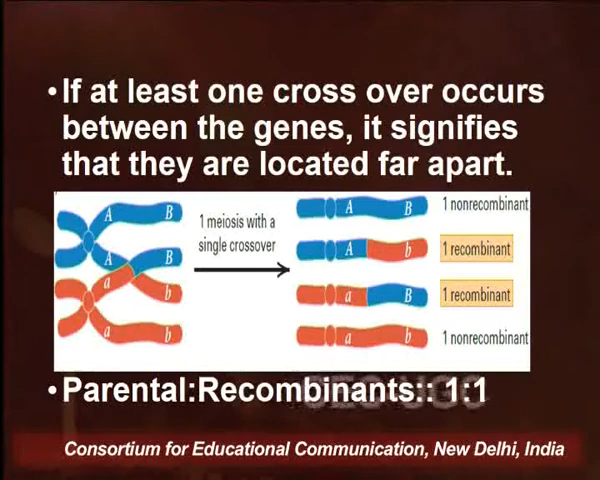 •If at least one cross over occurs
between the genes, it signifies
that they are located far apart.
A B
1 nonrecombinant
1 meiosis with a
single crossover
A B
A B
A b
1 recombinant
a b
a B
1 recombinant
a b
a b
1 nonrecombinant
•Parental:Recombinants:: 1:1
CEC-UGC
Consortium for Educational Communication, New Delhi, India